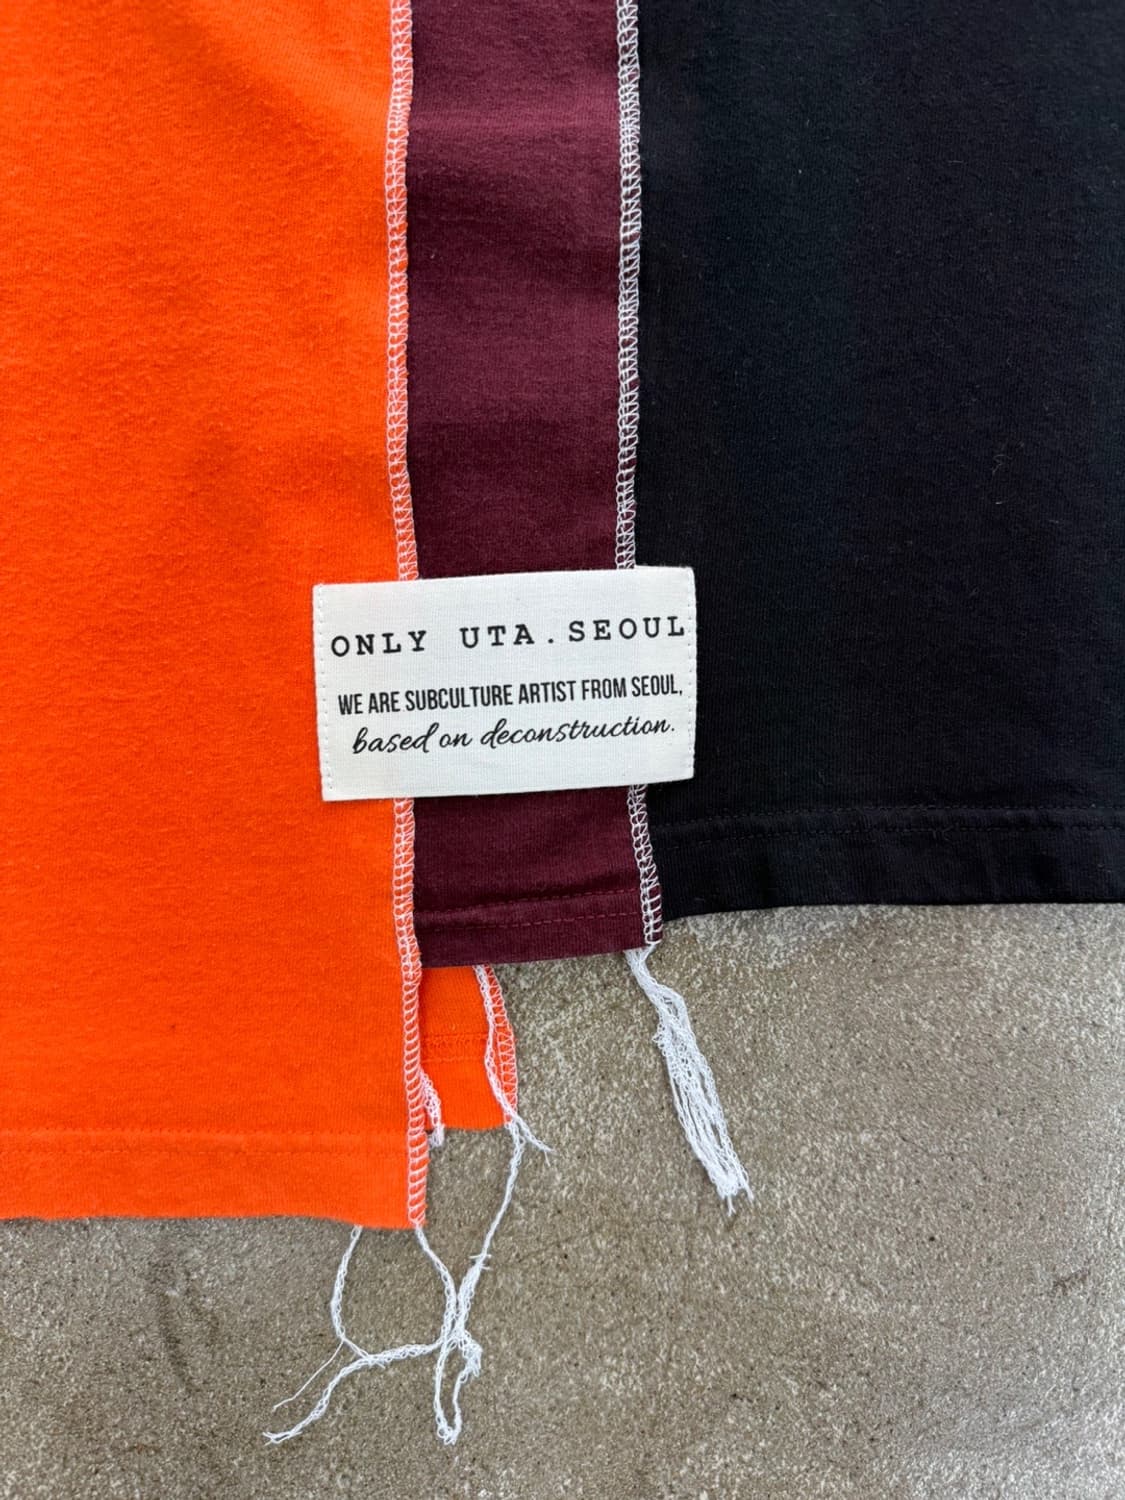 ONLY UTA.SEOUL
WE ARE SUBCULTURE ARTIST FROM SEOUL,
based on deconstruction.